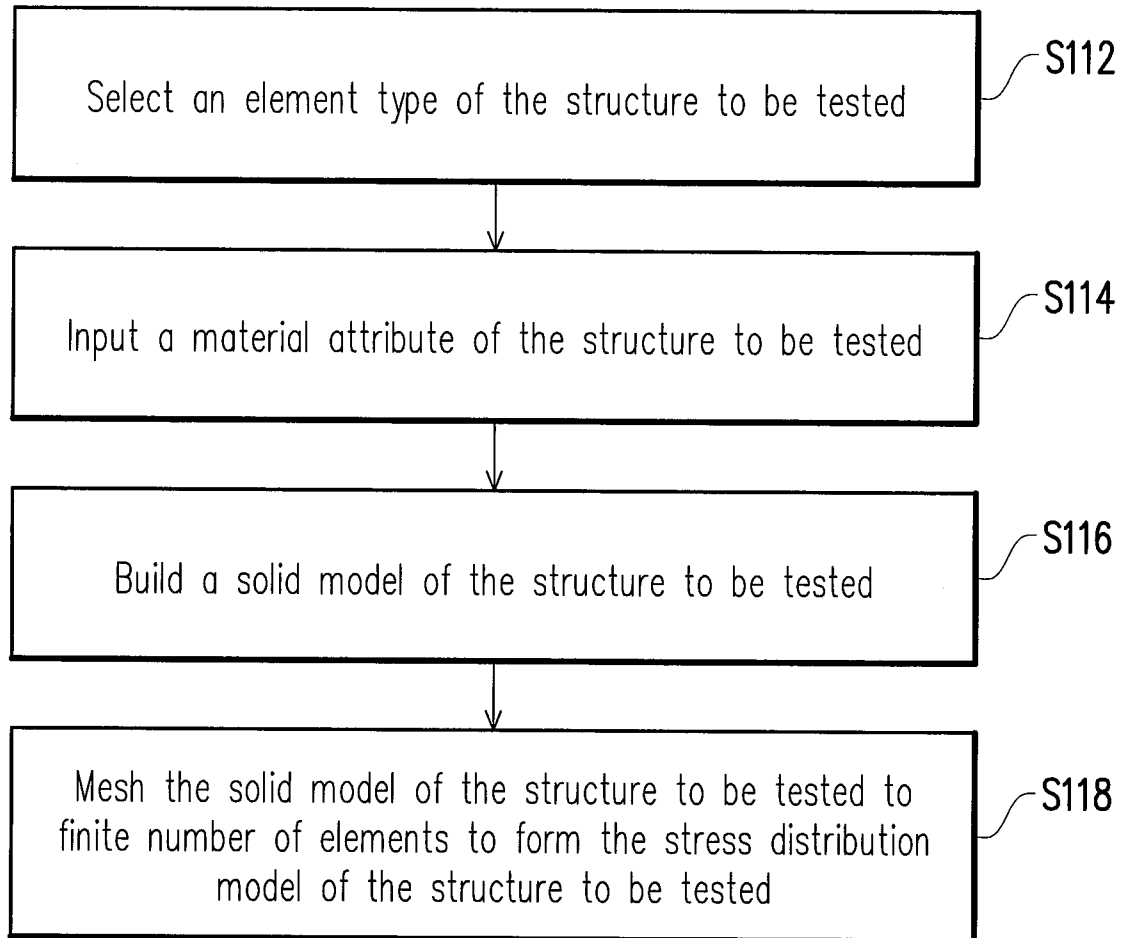 Select an element type of the structure to be tested
S112
Input a material attribute of the structure to be tested
S114
Build a solid model of the structure to be tested
S116
Mesh the solid model of the structure to be tested to
finite number of elements to form the stress distribution
model of the structure to be tested
S118